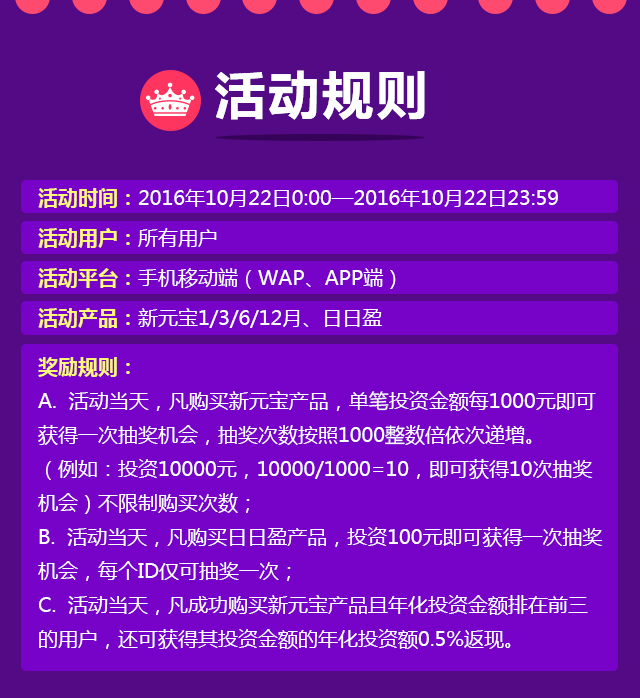 活动规则
活动时间：2016年10月22日0:00—2016年10月22日23:59
活动用户：所有用户
活动平台：手机移动端（WAP、APP端）
活动产品：新元宝1/3/6/12月、日日盈
奖励规则：
A. 活动当天，凡购买新元宝产品，单笔投资金额每1000元即可
获得一次抽奖机会，抽奖次数按照1000整数倍依次递增。
（例如：投资10000元，10000/1000=10，即可获得10次抽奖
机会）不限制购买次数；
B. 活动当天，凡购买日日盈产品，投资100元即可获得一次抽奖
机会，每个ID仅可抽奖一次；
C. 活动当天，凡成功购买新元宝产品且年化投资金额排在前三
的用户，还可获得其投资金额的年化投资额0.5%返现。